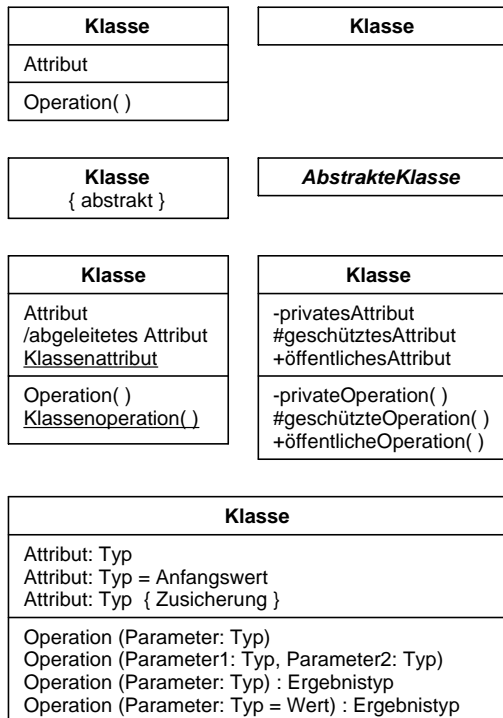 Klasse
Attribut
Operation( )
Klasse
Klasse
{ abstrakt }
AbstrakteKlasse
Klasse
Attribut
/abgeleitetes Attribut
Klassenattribut
Operation( )
Klassenoperation( )
Klasse
-privatesAttribut
#geschütztesAttribut
+öffentlichesAttribut
-privateOperation( )
#geschützteOperation( )
+öffentlicheOperation( )
Klasse
Attribut: Typ
Attribut: Typ = Anfangswert
Attribut: Typ { Zusicherung }
Operation (Parameter: Typ)
Operation (Parameter1: Typ, Parameter2: Typ)
Operation (Parameter: Typ) : Ergebnistyp
Operation (Parameter: Typ = Wert) : Ergebnistyp